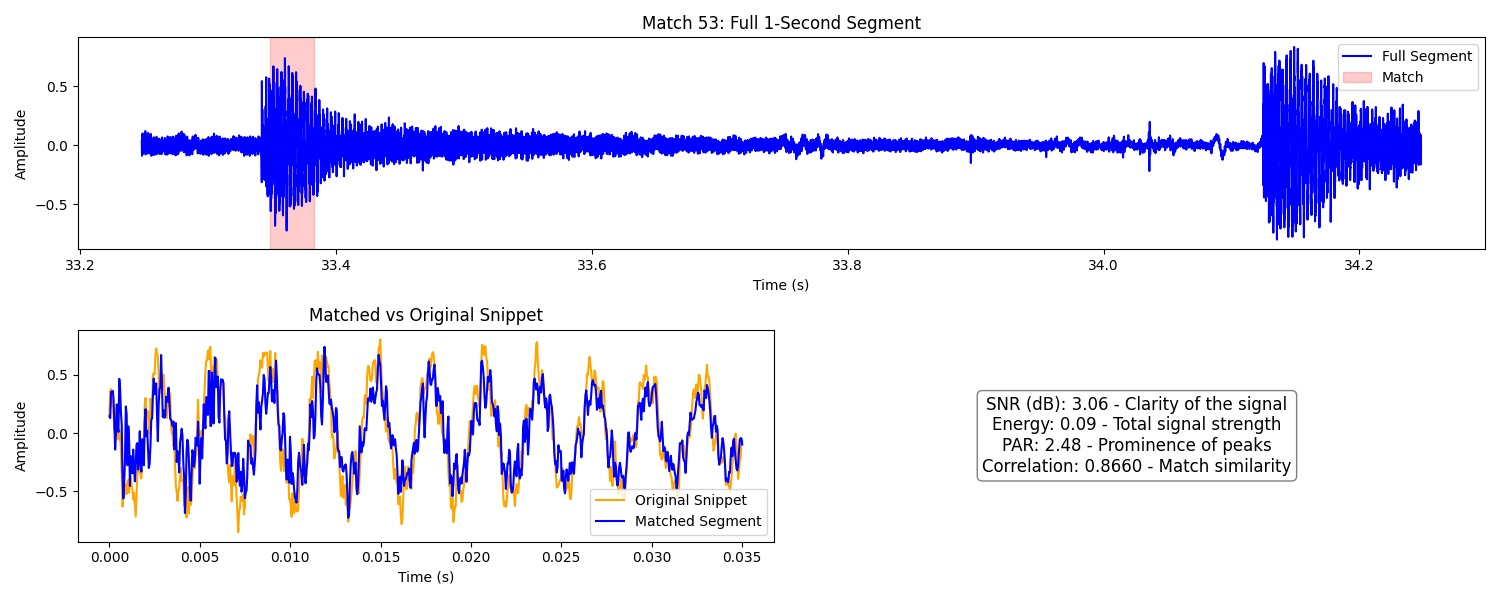 Match 53: Full 1-Second Segment
Amplitude
0.5
0.0
−0.5
Full Segment
Match
33.2 33.4 33.6 33.8 34.0 34.2
Time (s)
Matched vs Original Snippet
Amplitude
0.5
0.0
−0.5
Original Snippet
Matched Segment
0.000 0.005 0.010 0.015 0.020 0.025 0.030 0.035
Time (s)
SNR (dB): 3.06 - Clarity of the signal
Energy: 0.09 - Total signal strength
PAR: 2.48 - Prominence of peaks
Correlation: 0.8660 - Match similarity